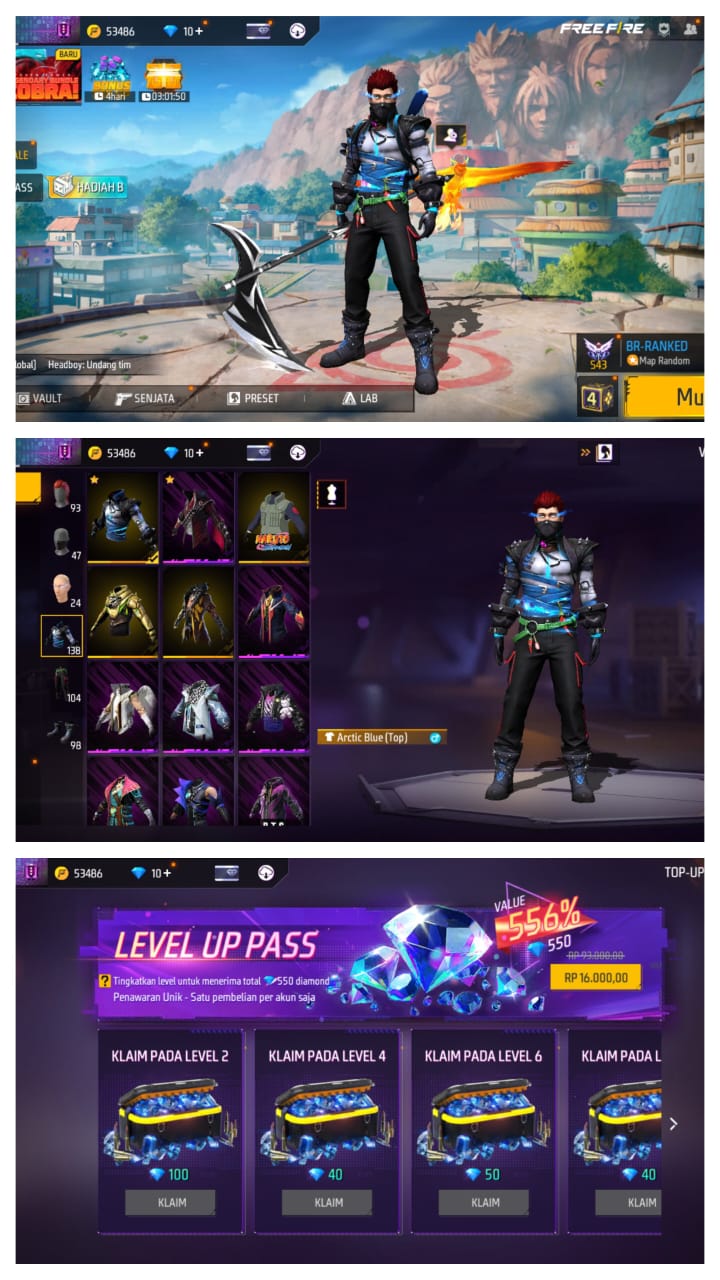 53486
10+
FREE FIRE
BARU
COBRA!
BONUS
4hari
03:01:50
ALE
ASS
HADIAH B
lobal] Headboy: Undang tim
BR-RANKED
S43
Map Random
4
Mu
VAULT
SENJATA
PRESET
LAB
53486
10+
93
47
24
138
104
98
NARUTO
Arctic Blue (Top)
53486
10+
TOP-UP
LEVEL UP PASS
VALUE
556%
550
RP 93.000,00
RP 16.000,00
? Tingkatkan level untuk menerima total 550 diamond
Penawaran Unik - Satu pembelian per akun saja
KLAIM PADA LEVEL 2
KLAIM PADA LEVEL 4
KLAIM PADA LEVEL 6
KLAIM PADA L
100
40
50
40
KLAIM
KLAIM
KLAIM
KLAIM